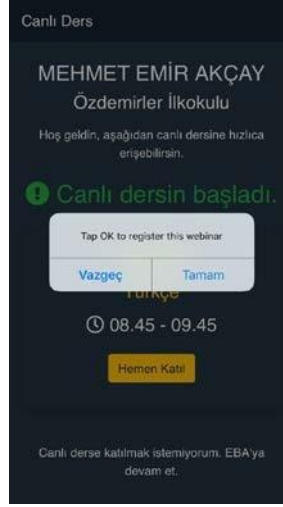 Canlı Ders
MEHMET EMİR AKÇAY
Özdemirler İlkokulu
Hoş geldin, aşağıdan canlı dersine hızlıca
erişebilirsin.
Canlı dersin başladı.
Tap OK to register this webinar
Vazgeç Tamam
Türkçe
08.45 - 09.45
Hemen Katıl
Canlı derse katılmak istemiyorum. EBA'ya
devam et.